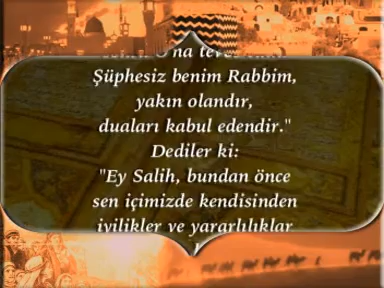 Şüphesiz benim Rabbim,
yakın olandır,
duaları kabul edendir."
Dediler ki:
"Ey Salih, bundan önce
sen içimizde kendisinden
iyilikler ve yararlılıklar